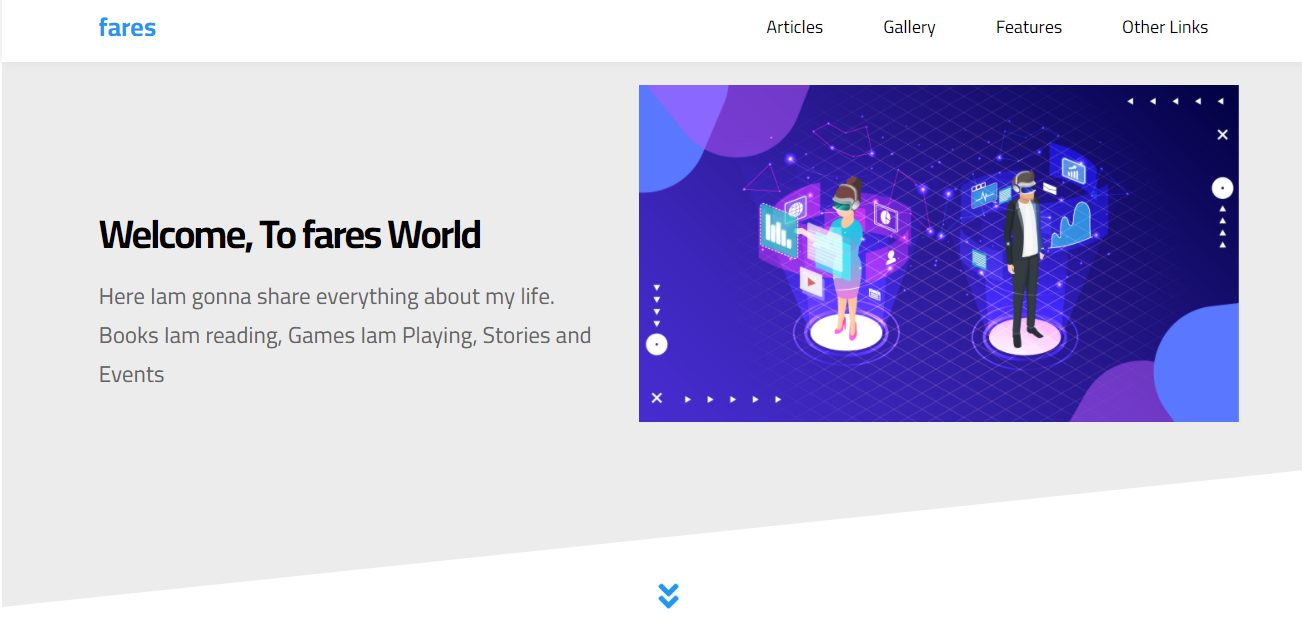 fares
Articles
Gallery
Features
Other Links
Welcome, To fares World
Here Iam gonna share everything about my life.
Books Iam reading, Games Iam Playing, Stories and
Events